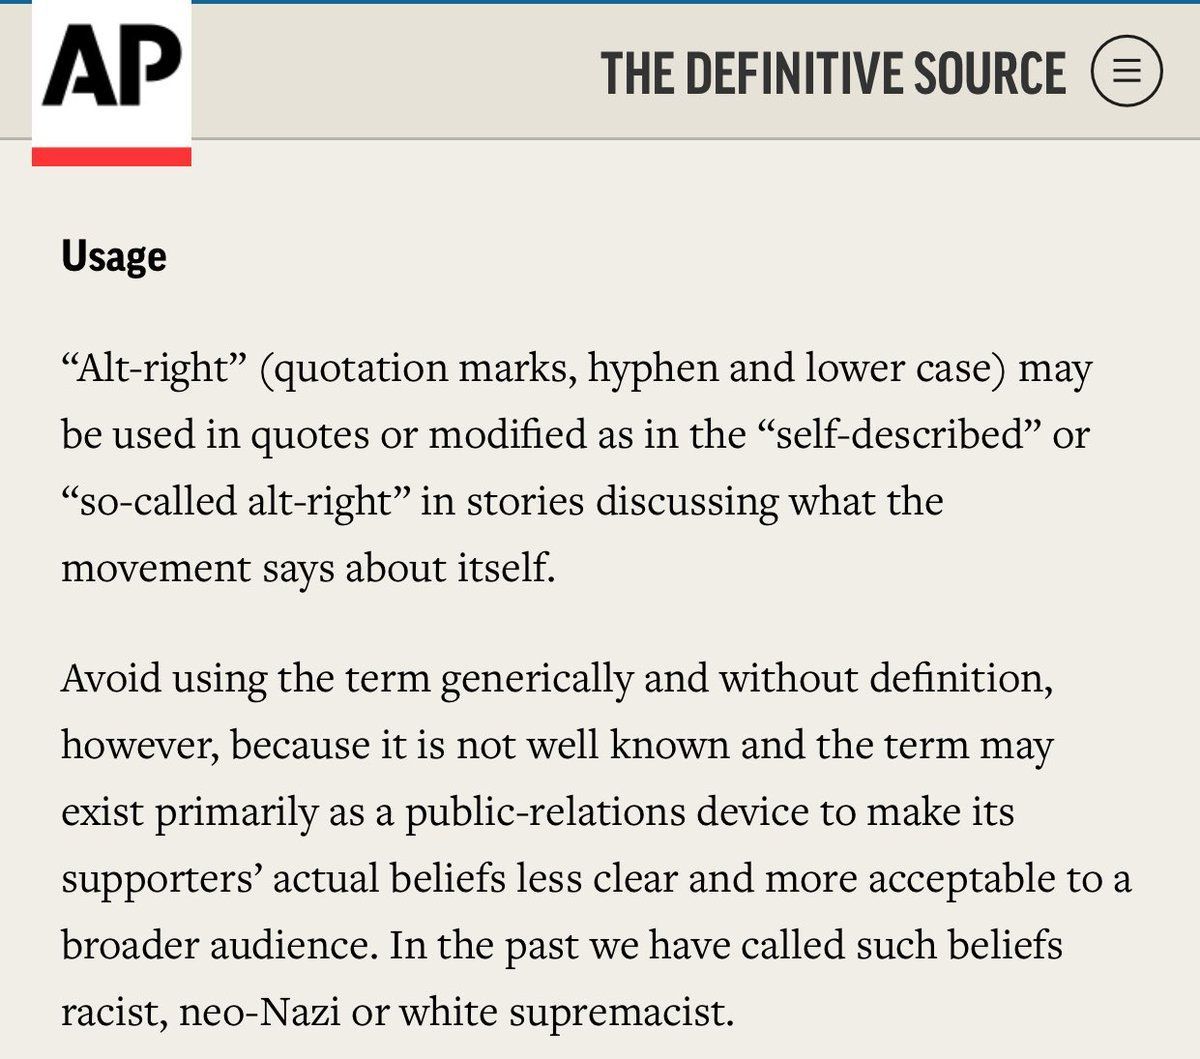 AP
THE DEFINITIVE SOURCE
Usage
“Alt-right” (quotation marks, hyphen and lower case) may
be used in quotes or modified as in the “self-described” or
“so-called alt-right” in stories discussing what the
movement says about itself.
Avoid using the term generically and without definition,
however, because it is not well known and the term may
exist primarily as a public-relations device to make its
supporters’ actual beliefs less clear and more acceptable to a
broader audience. In the past we have called such beliefs
racist, neo-Nazi or white supremacist.